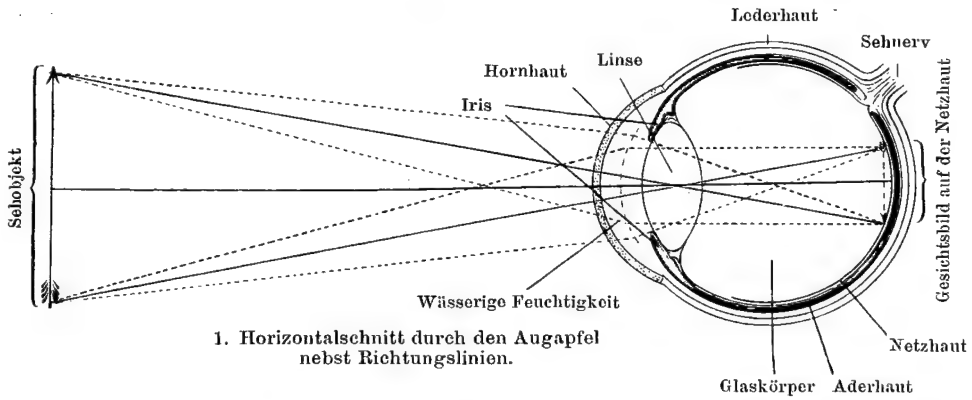 Lederhaut
Sehnerv
Linse
Hornhaut
Iris
Sehobjekt
Gesichtsbild auf der Netzhaut
Wässerige Feuchtigkeit
1. Horizontalschnitt durch den Augapfel
nebst Richtungslinien.
Netzhaut
Glaskörper
Aderhaut